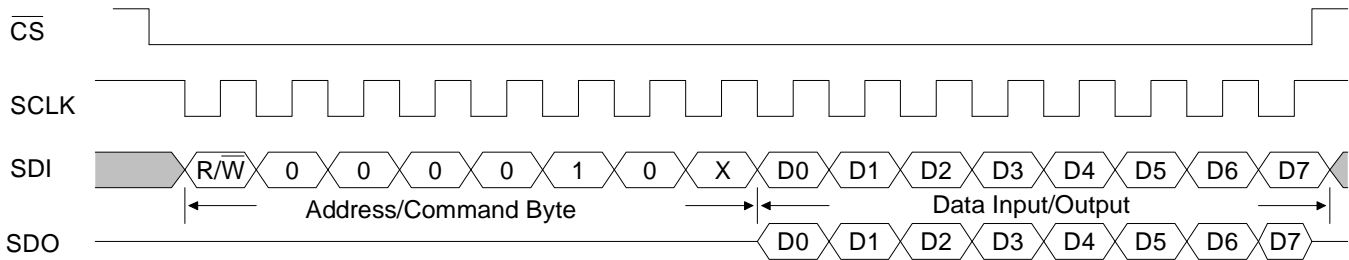 CS
SCLK
SDI R/W 0 0 0 0 1 0 X D0 D1 D2 D3 D4 D5 D6 D7
Address/Command Byte Data Input/Output
SDO D0 D1 D2 D3 D4 D5 D6 D7